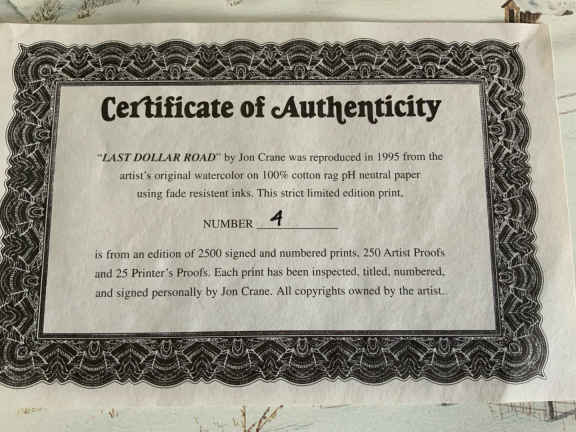 Certificate of Authenticity
"LAST DOLLAR ROAD" by Jon Crane was reproduced in 1995 from the
artist's original watercolor on 100% cotton rag pH neutral paper
using fade resistent inks. This strict limited edition print,
NUMBER 4
is from an edition of 2500 signed and numbered prints, 250 Artist Proofs
and 25 Printer's Proofs. Each print has been inspected, titled, numbered,
and signed personally by Jon Crane. All copyrights owned by the artist.